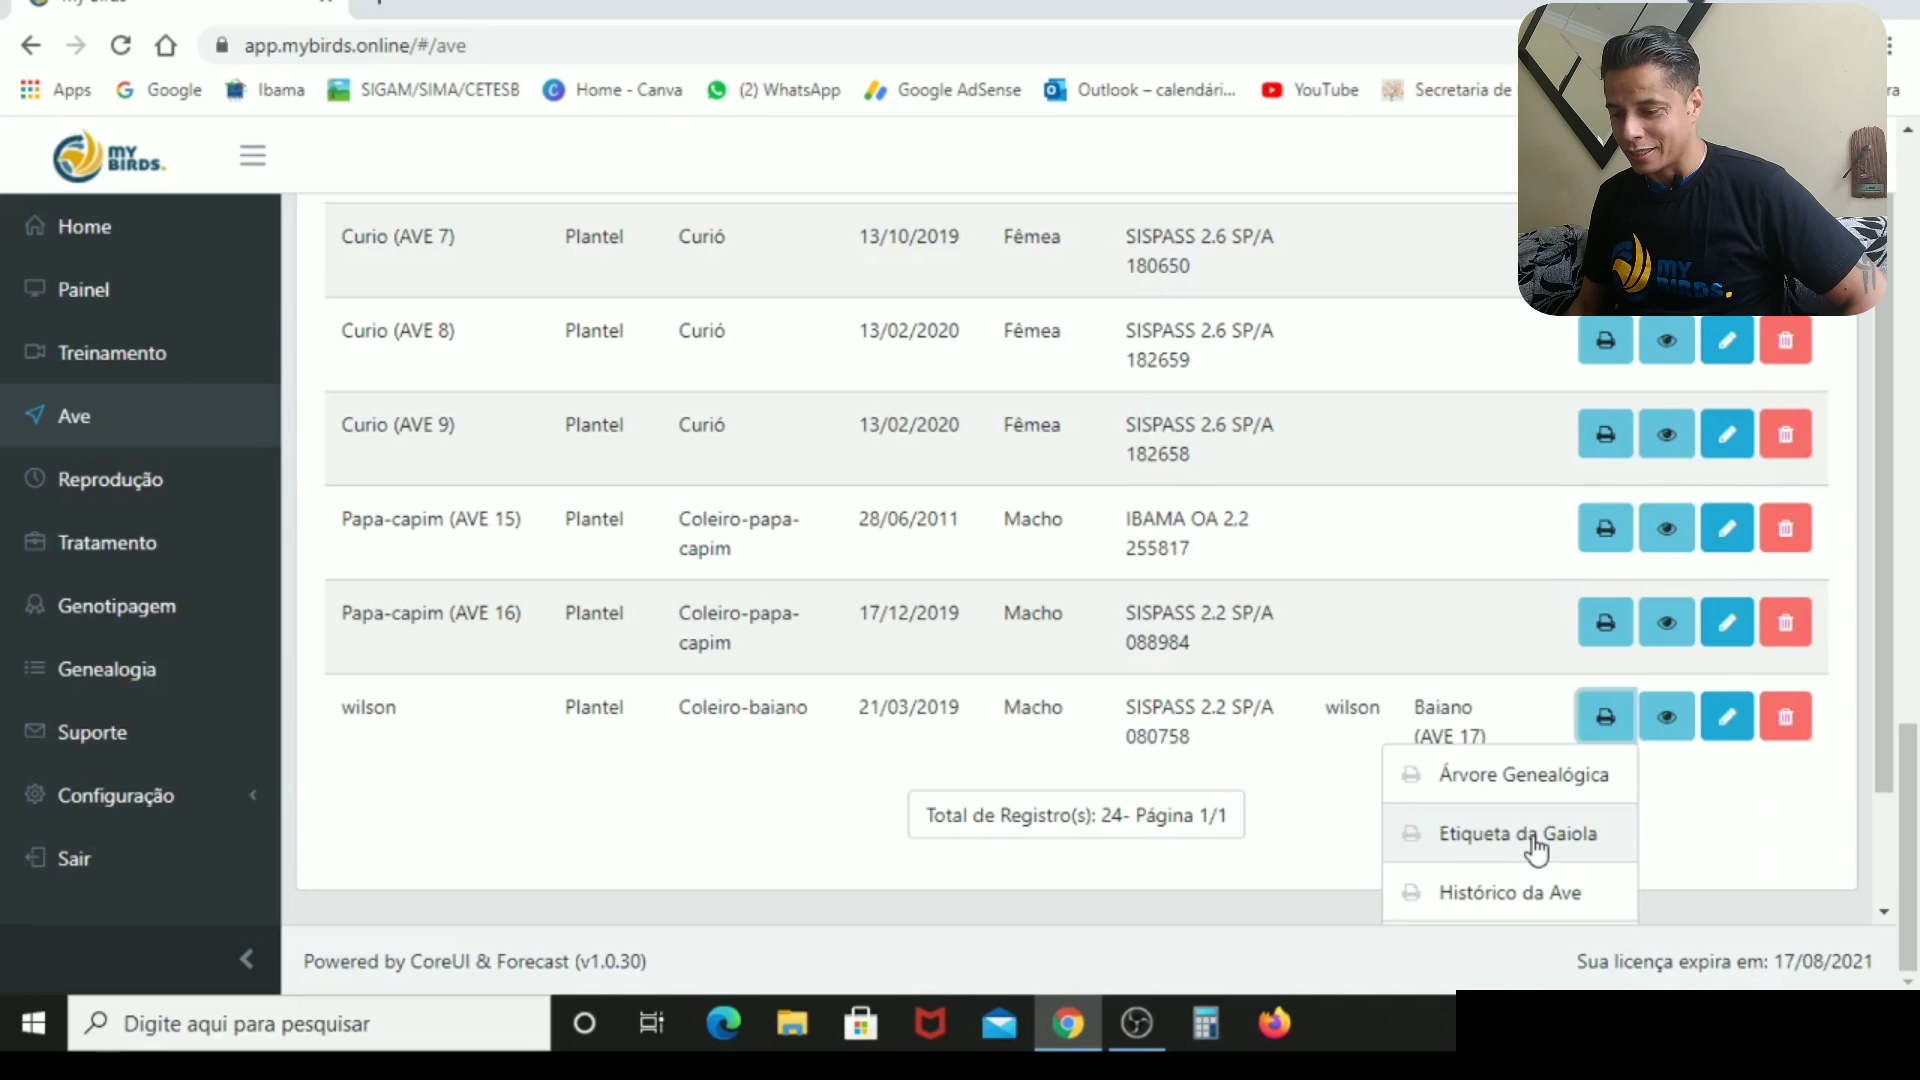 app.mybirds.online/#/ave
Apps Google Ibama SIGAM/SIMA/CETESB Home - Canva (2) WhatsApp Google AdSense Outlook – calendári... YouTube Secretaria de
MY
BIRDS.
MY
BIRDS.
Home
Painel
Treinamento
Ave
Reprodução
Tratamento
Genotipagem
Genealogia
Suporte
Configuração
Sair
Curio (AVE 7) Plantel Curió 13/10/2019 Fêmea SISPASS 2.6 SP/A
180650
Curio (AVE 8) Plantel Curió 13/02/2020 Fêmea SISPASS 2.6 SP/A
182659
Curio (AVE 9) Plantel Curió 13/02/2020 Fêmea SISPASS 2.6 SP/A
182658
Papa-capim (AVE 15) Plantel Coleiro-papa- 28/06/2011 Macho IBAMA OA 2,2
capim 255817
Papa-capim (AVE 16) Plantel Coleiro-papa- 17/12/2019 Macho SISPASS 2.2 SP/A
capim 088984
wilson Plantel Coleiro-baiano 21/03/2019 Macho SISPASS 2.2 SP/A wilson Baiano
080758 (AVE 17)
Árvore Genealógica
Etiqueta da Gaiola
Histórico da Ave
Total de Registro(s): 24- Página 1/1
Powered by CoreUI & Forecast (v1.0.30)
Sua licença expira em: 17/08/2021
Digite aqui para pesquisar